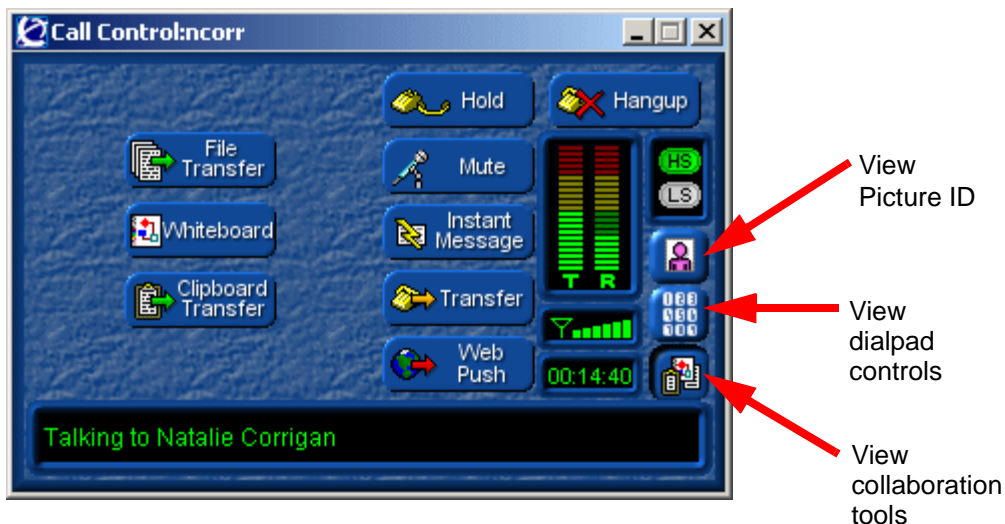 Call Control:ncorr
Hold
Hangup
File
Transfer
Mute
HS
LS
Whiteboard
Instant
Message
T R
Clipboard
Transfer
Transfer
Web
Push
00:14:40
Talking to Natalie Corrigan
View
Picture ID
View
dialpad
controls
View
collaboration
tools